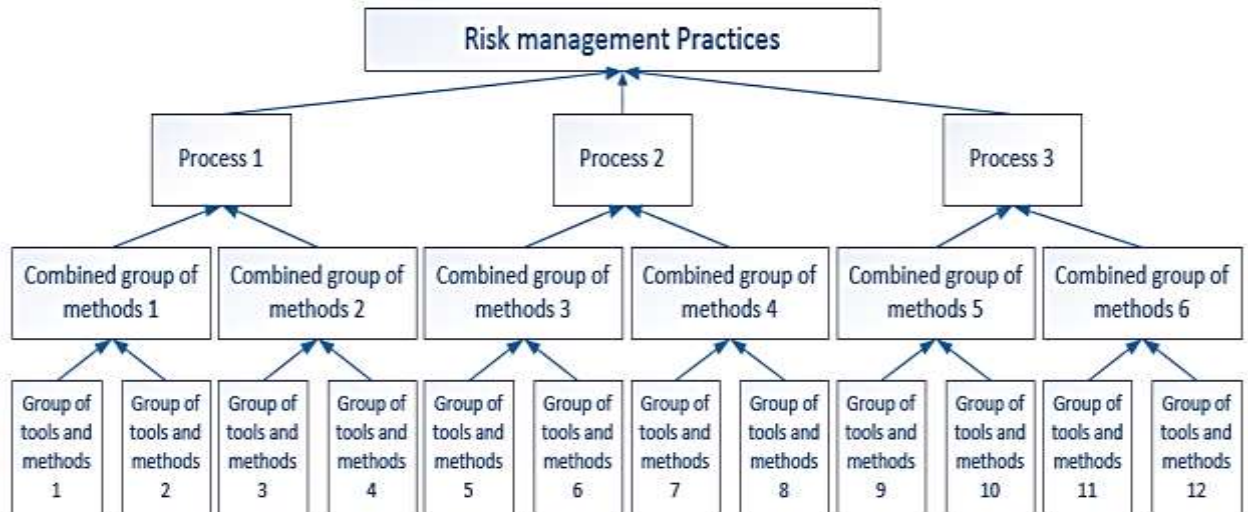 Risk management Practices
Process 1
Process 2
Process 3
Combined group of
methods 1
Combined group of
methods 2
Combined group of
methods 3
Combined group of
methods 4
Combined group of
methods 5
Combined group of
methods 6
Group of
tools and
methods
1
Group of
tools and
methods
2
Group of
tools and
methods
3
Group of
tools and
methods
4
Group of
tools and
methods
5
Group of
tools and
methods
6
Group of
tools and
methods
7
Group of
tools and
methods
8
Group of
tools and
methods
9
Group of
tools and
methods
10
Group of
tools and
methods
11
Group of
tools and
methods
12